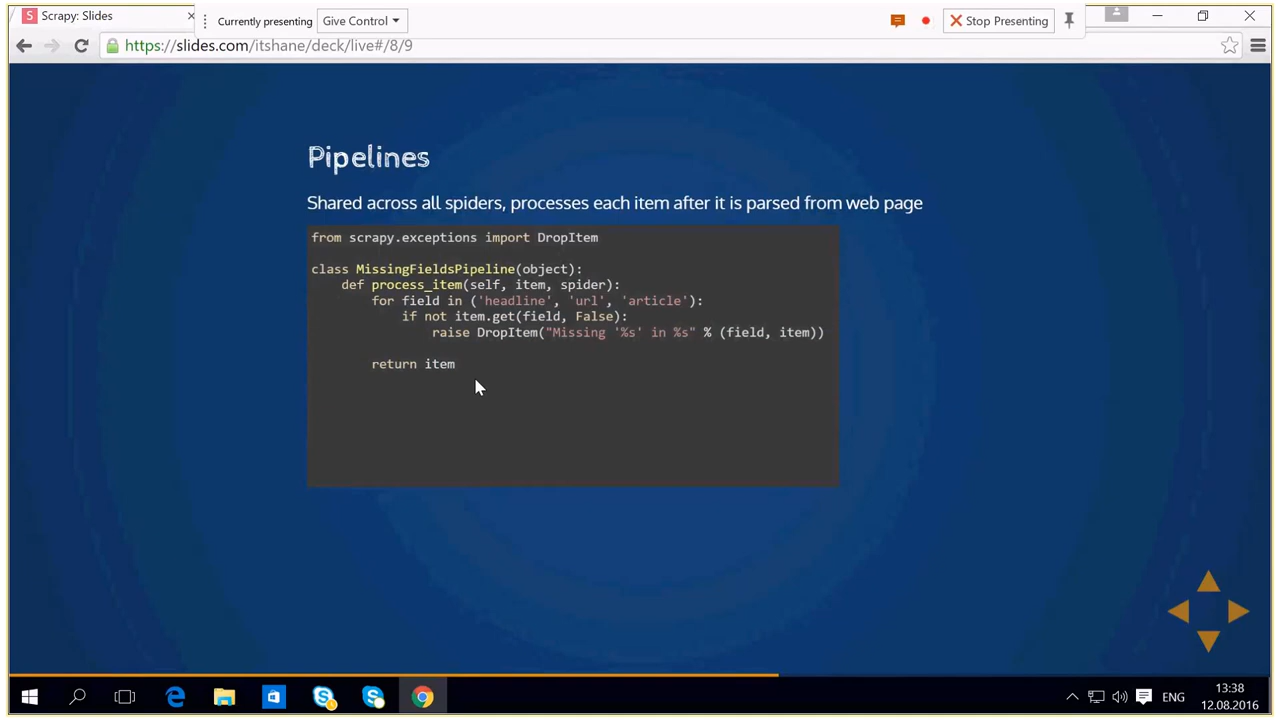 Scrapy: Slides
Currently presenting
Give Control
Stop Presenting
https://slides.com/itshane/deck/live#/8/9
Pipelines
Shared across all spiders, processes each item after it is parsed from web page
from scrapy.exceptions import DropItem
class MissingFieldsPipeline(object):
    def process_item(self, item, spider):
        for field in ('headline', 'url', 'article'):
            if not item.get(field, False):
                raise DropItem("Missing '%s' in %s" % (field, item))
        return item
ENG
13:38
12.08.2016